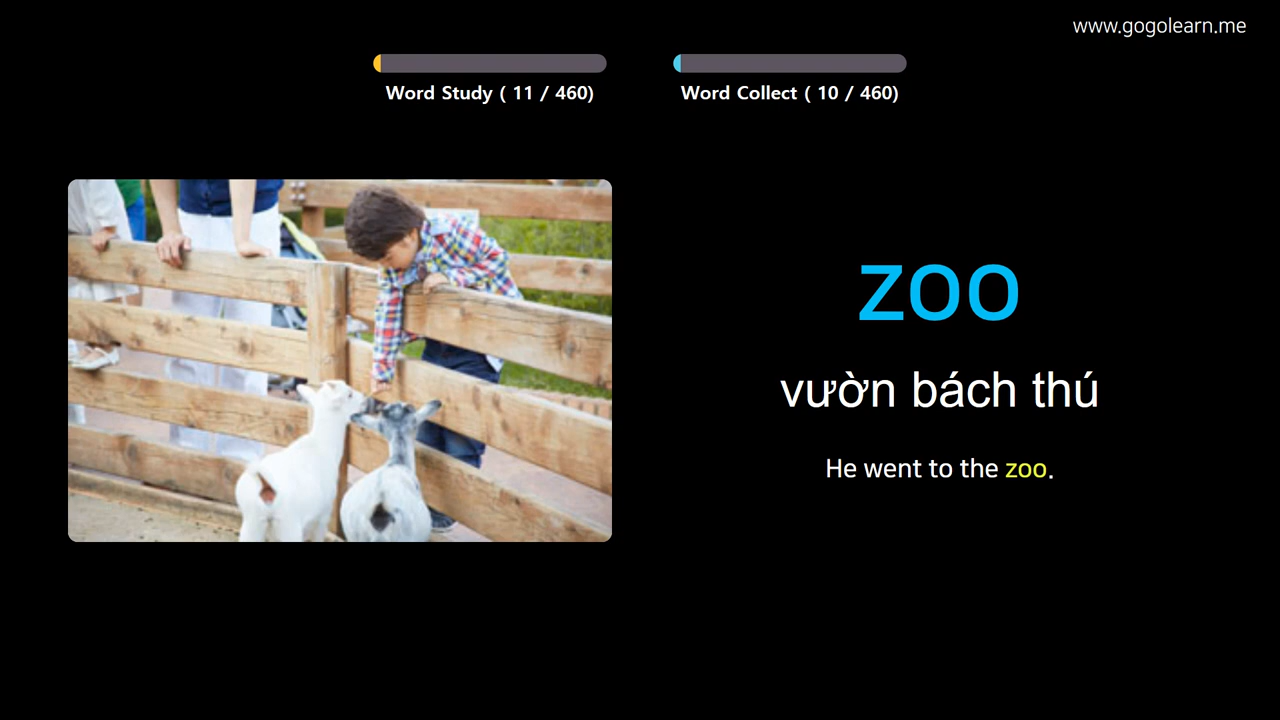 www.gogolearn.me
Word Study ( 11 / 460)
Word Collect ( 10 / 460)
zoo
vườn bách thú
He went to the zoo.